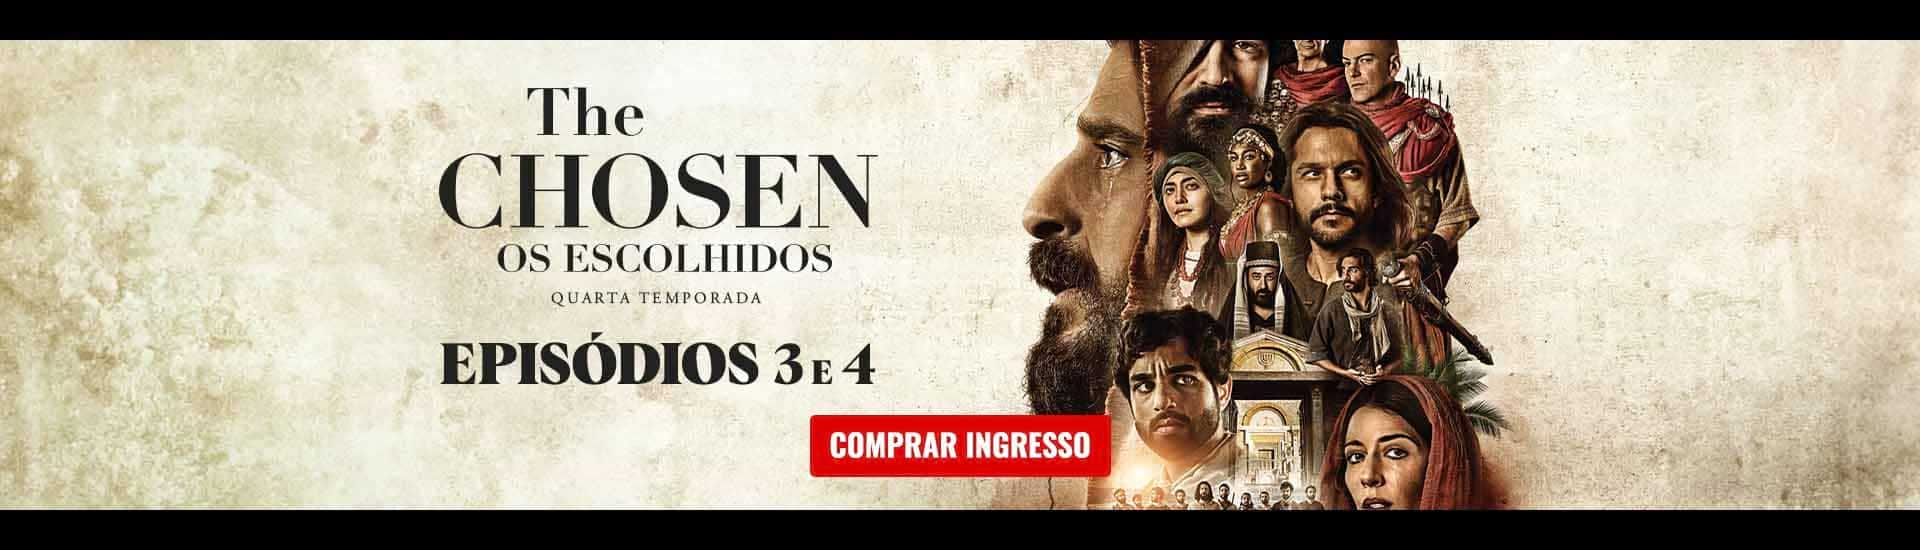 The
CHOSEN
OS ESCOLHIDOS
QUARTA TEMPORADA
EPISÓDIOS 3 E 4
COMPRAR INGRESSO